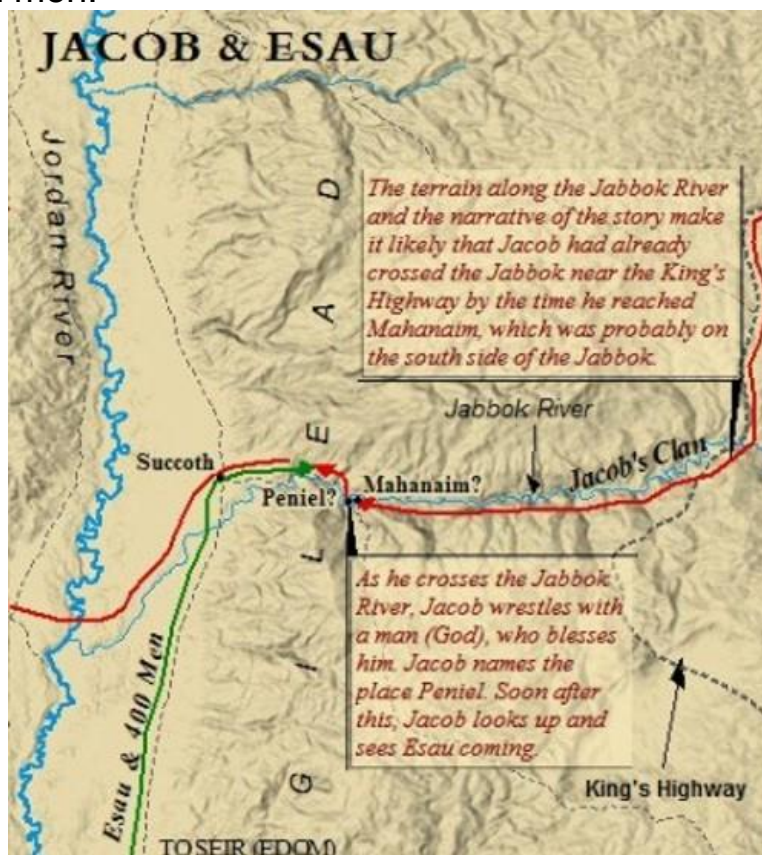 JACOB & ESAU
Jordan River
The terrain along the Jabbok River
and the narrative of the story make
it likely that Jacob had already
crossed the Jabbok near the King's
Highway by the time he reached
Mahanaim, which was probably on
the south side of the Jabbok.
Jabbok River
Jacob's Clan
Succoth
Peniel?
Mahanaim?
GILEAD
As he crosses the Jabbok
River, Jacob wrestles with
a man (God), who blesses
him. Jacob names the
place Peniel. Soon after
this, Jacob looks up and
sees Esau coming.
Esau & 400 Men
King's Highway
TO SEIR (EDOM)